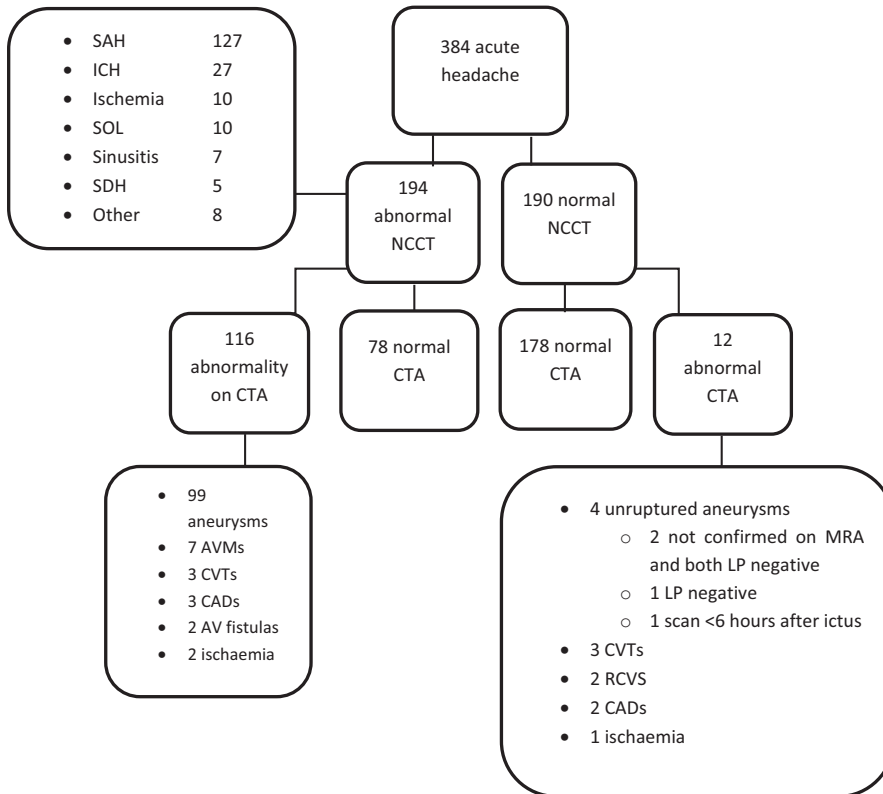 384 acute
headache
SAH 127
ICH 27
Ischemia 10
SOL 10
Sinusitis 7
SDH 5
Other 8
194
abnormal
NCCT
190 normal
NCCT
116
abnormality
on CTA
78 normal
CTA
178 normal
CTA
12
abnormal
CTA
99
aneurysms
7 AVMs
3 CVTs
3 CADs
2 AV fistulas
2 ischaemia
4 unruptured aneurysms
2 not confirmed on MRA
and both LP negative
1 LP negative
1 scan <6 hours after ictus
3 CVTs
2 RCVS
2 CADs
1 ischaemia